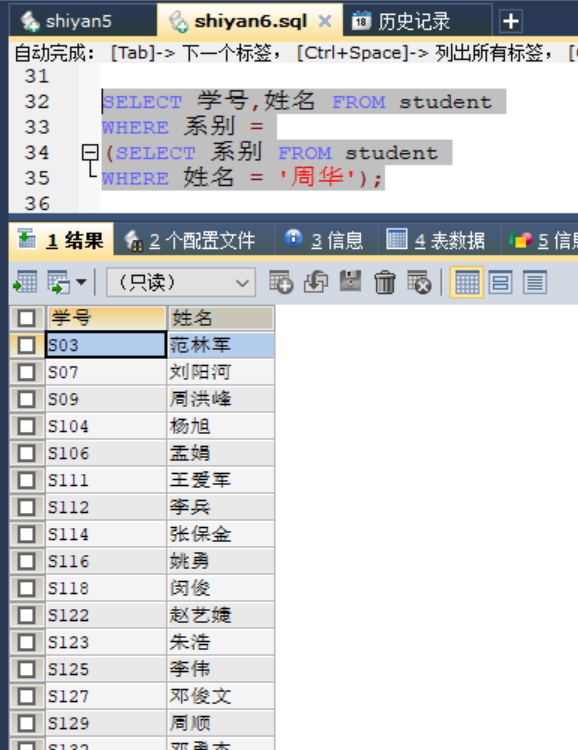 shiyan5 shiyan6.sql 历史记录
自动完成: [Tab]-> 下一个标签, [Ctrl+Space]-> 列出所有标签, [
31
32 SELECT 学号,姓名 FROM student
33 WHERE 系别 =
34 (SELECT 系别 FROM student
35 WHERE 姓名 = '周华');
36
1 结果 2 个配置文件 3 信息 4 表数据 5 信
(只读)
学号 姓名
S03 范林军
S07 刘阳河
S09 周洪峰
S104 杨旭
S106 孟娟
S111 王爱军
S112 李兵
S114 张保金
S116 姚勇
S118 闵俊
S122 赵艺婕
S123 朱浩
S125 李伟
S127 邓俊文
S129 周顺